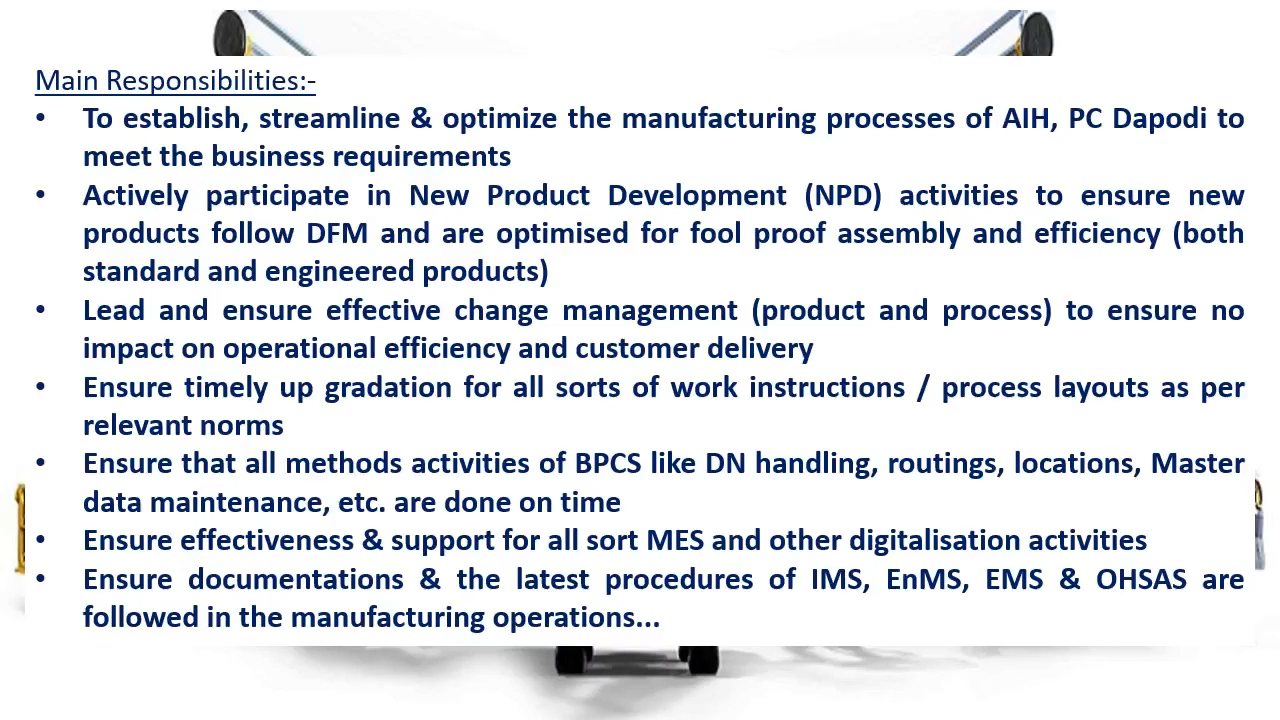 Main Responsibilities:-
• To establish, streamline & optimize the manufacturing processes of AIH, PC Dapodi to
meet the business requirements
• Actively participate in New Product Development (NPD) activities to ensure new
products follow DFM and are optimised for fool proof assembly and efficiency (both
standard and engineered products)
• Lead and ensure effective change management (product and process) to ensure no
impact on operational efficiency and customer delivery
• Ensure timely up gradation for all sorts of work instructions / process layouts as per
relevant norms
• Ensure that all methods activities of BPCS like DN handling, routings, locations, Master
data maintenance, etc. are done on time
• Ensure effectiveness & support for all sort MES and other digitalisation activities
• Ensure documentations & the latest procedures of IMS, EnMS, EMS & OHSAS are
followed in the manufacturing operations...